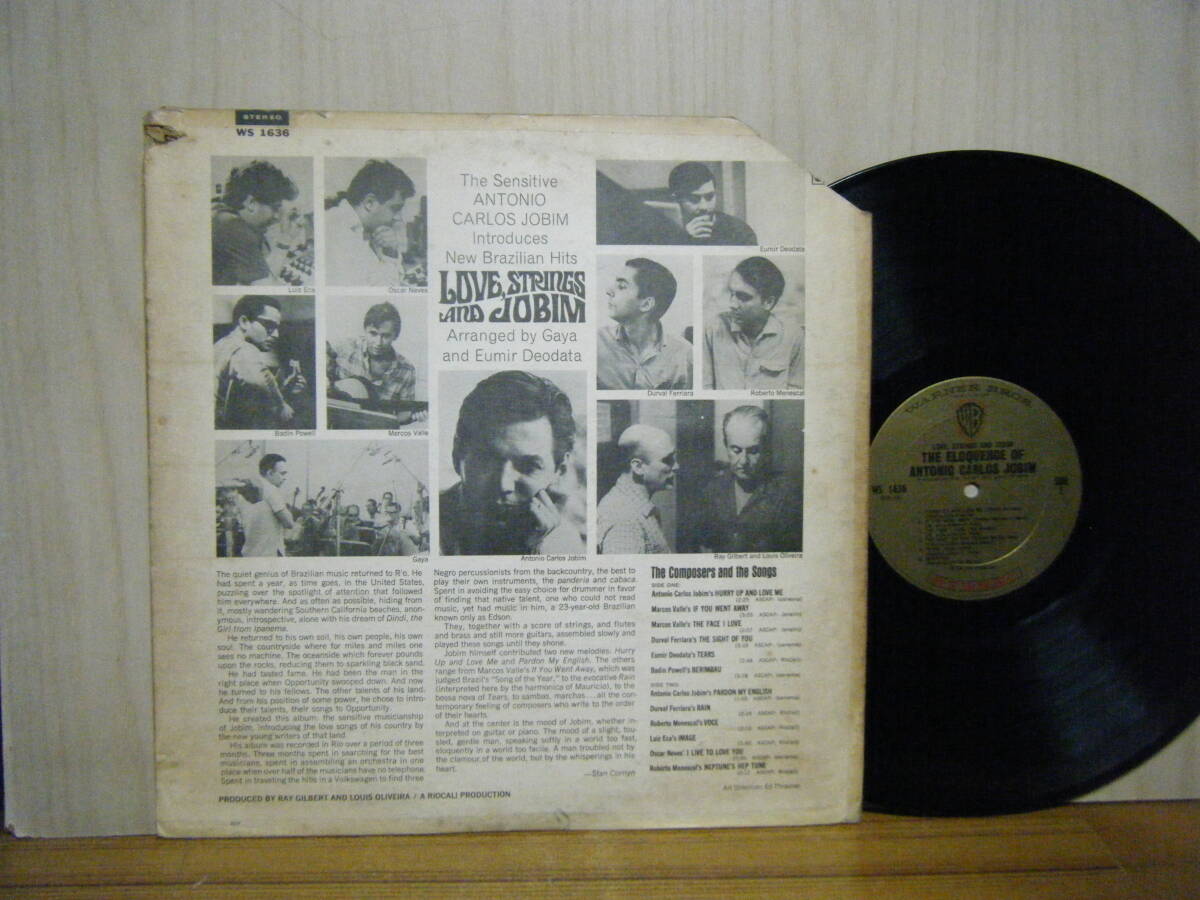 STEREO
WS 1636
The Sensitive
ANTONIO
CARLOS JOBIM
Introduces
New Brazilian Hits
LOVE, STRINGS
AND JOBIM
Arranged by Gaya
and Eumir Deodata
Luiz Eca
Oscar Neves
Badin Powell
Marcos Valle
Gaya
Antonio Carlos Jobim
Eumir Deodata
Durval Ferriara
Roberto Menescal
Ray Gilbert and Louis Oliveira
The quiet genius of Brazilian music returned to Rio. He
had spent a year, as time goes, in the United States,
puzzling over the spotlight of attention that followed
him everywhere. And as often as possible, hiding from
it, mostly wandering Southern California beaches, anon-
ymous, introspective, alone with his dream of Dindi, the
Girl from Ipanema.
He returned to his own soil, his own people, his own
soul. The countryside where for miles and miles one
sees no machine. The oceanside which forever pounds
upon the rocks, reducing them to sparkling black sand.
He had tasted fame. He had been the man in the
right place when Opportunity swooped down. And now
he turned to his fellows. The other talents of his land.
And from his position of some power, he chose to intro-
duce their talents, their songs to Opportunity.
He created this album: the sensitive musicianship
of Jobim, introducing the love songs of his country by
the new young writers of that land.
His album was recorded in Rio over a period of three
months. Three months spent in searching for the best
musicians, spent in assembling an orchestra in one
place when over half of the musicians have no telephone.
Spent in traveling the hills in a Volkswagen to find three
Negro percussionists from the backcountry, the best to
play their own instruments, the panderia and cabaca.
Spent in avoiding the easy choice for drummer in favor
of finding that native talent, one who could not read
music, yet had music in him, a 23-year-old Brazilian
known only as Edson.
They, together with a score of strings, and flutes
and brass and still more guitars, assembled slowly and
played these songs until they shone.
Jobim himself contributed two new melodies: Hurry
Up and Love Me and Pardon My English. The others
range from Marcos Valle's If You Went Away, which was
judged Brazil's "Song of the Year," to the evocative Rain
(interpreted here by the harmonica of Mauricio), to the
bossa nova of Tears, to sambas, marchas....all the con-
temporary feeling of composers who write to the order
of their hearts.
And at the center is the mood of Jobim, whether in-
terpreted on guitar or piano. The mood of a slight, tou-
sled, gentle man, speaking softly in a world too fast,
eloquently in a world too facile. A man troubled not by
the clamour of the world, but by the whisperings in his
heart.
—Stan Cornyn
The Composers and the Songs
SIDE ONE:
Antonio Carlos Jobim's HURRY UP AND LOVE ME
Marcos Valle's IF YOU WENT AWAY
Marcos Valle's THE FACE I LOVE
Durval Ferriara's THE SIGHT OF YOU
Eumir Deodata's TEARS
Badin Powell's BERIMBAU
SIDE TWO:
Antonio Carlos Jobim's PARDON MY ENGLISH
Durval Ferriara's RAIN
Roberto Menescal's VOCE
Luiz Eca's IMAGE
Oscar Neves' I LIVE TO LOVE YOU
Roberto Menescal's NEPTUNE'S HEP TUNE
Art Direction: Ed Thrasher
PRODUCED BY RAY GILBERT AND LOUIS OLIVEIRA / A RIOCALI PRODUCTION
WARNER BROS.
WB
LOVE, STRINGS AND JOBIM
THE ELOQUENCE OF
ANTONIO CARLOS JOBIM
WS 1636
SIDE